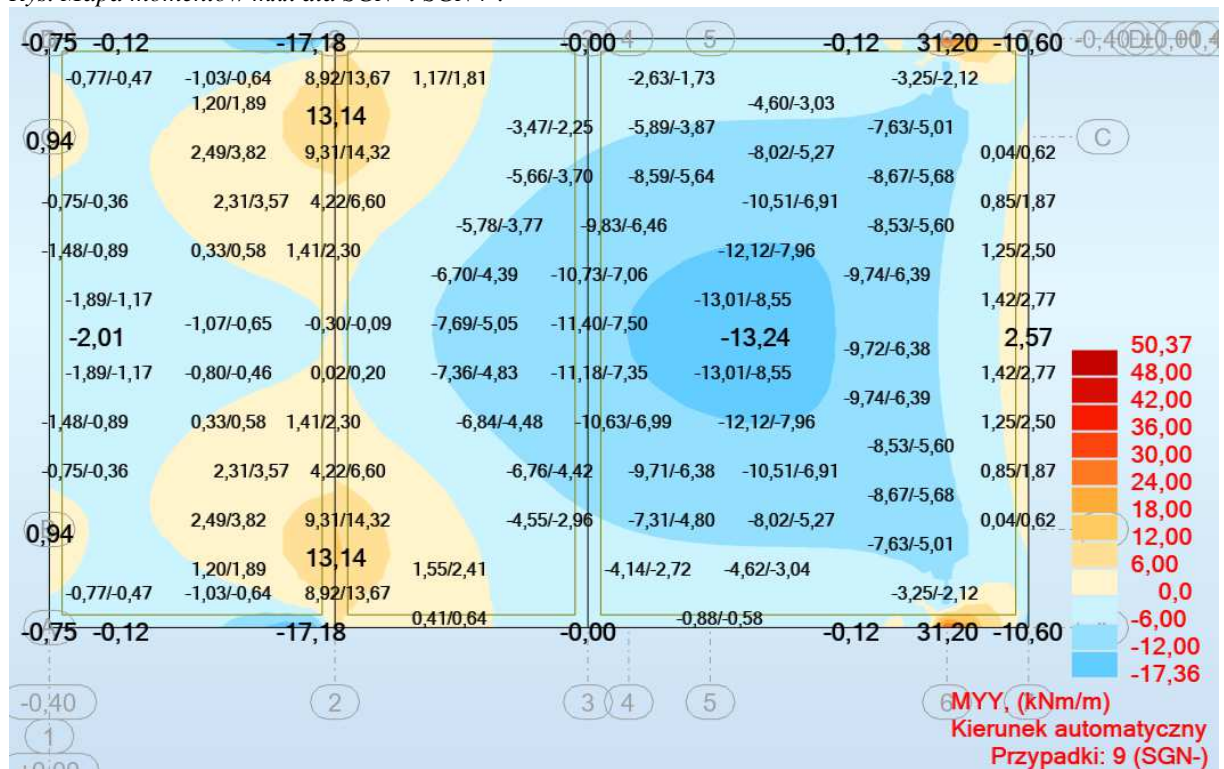 Rys. Mapa momentów Mxx dla SGN- i SGN+.
-0,75 -0,12 -17,18 -0,00 4 5 -0,12 31,20 -10,60
-0,77/-0,47 -1,03/-0,64 8,92/13,67 1,17/1,81 -2,63/-1,73 -3,25/-2,12
1,20/1,89 13,14 -4,60/-3,03
-3,47/-2,25 -5,89/-3,87 -7,63/-5,01
0,94 C
2,49/3,82 9,31/14,32 -8,02/-5,27 0,04/0,62
-5,66/-3,70 -8,59/-5,64 -8,67/-5,68
-0,75/-0,36 2,31/3,57 4,22/6,60 -10,51/-6,91 0,85/1,87
-5,78/-3,77 -9,83/-6,46 -8,53/-5,60
-1,48/-0,89 0,33/0,58 1,41/2,30 -12,12/-7,96 1,25/2,50
-6,70/-4,39 -10,73/-7,06 -9,74/-6,39
-1,89/-1,17 -13,01/-8,55 1,42/2,77
-1,07/-0,65 -0,30/-0,09 -7,69/-5,05 -11,40/-7,50
-2,01 -13,24 2,57
-9,72/-6,38
-1,89/-1,17 -0,80/-0,46 0,02/0,20 -7,36/-4,83 -11,18/-7,35 -13,01/-8,55 1,42/2,77
-9,74/-6,39
-1,48/-0,89 0,33/0,58 1,41/2,30 -6,84/-4,48 -10,63/-6,99 -12,12/-7,96 1,25/2,50
-8,53/-5,60
-0,75/-0,36 2,31/3,57 4,22/6,60 -6,76/-4,42 -9,71/-6,38 -10,51/-6,91 0,85/1,87
-8,67/-5,68
2,49/3,82 9,31/14,32 -4,55/-2,96 -7,31/-4,80 -8,02/-5,27 0,04/0,62
0,94
-7,63/-5,01
13,14
1,20/1,89 1,55/2,41 -4,14/-2,72 -4,62/-3,04
-0,77/-0,47 -1,03/-0,64 8,92/13,67 -3,25/-2,12
0,41/0,64 -0,88/-0,58
-0,75 -0,12 -17,18 -0,00 -0,12 31,20 -10,60
50,37
48,00
42,00
36,00
30,00
24,00
18,00
12,00
6,00
0,0
-6,00
-12,00
-17,36
-0,40 2 3 4 5 6
MYY, (kNm/m)
Kierunek automatyczny
1
Przypadki: 9 (SGN-)